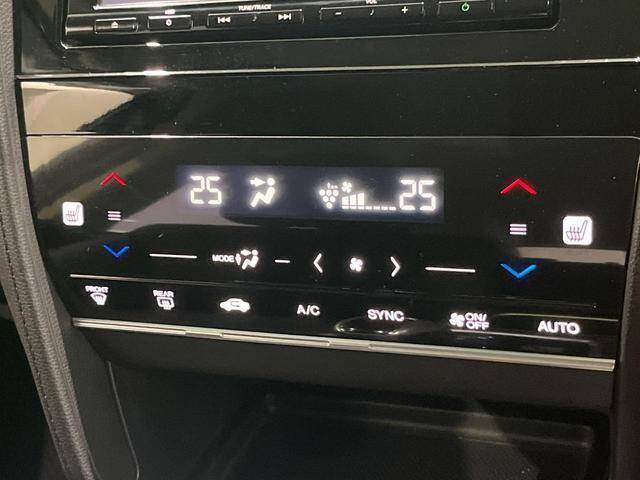 TUNE/TRACK
VOL
− +
25 25
MODE
FRONT
REAR
A/C
SYNC
ON/
OFF
AUTO